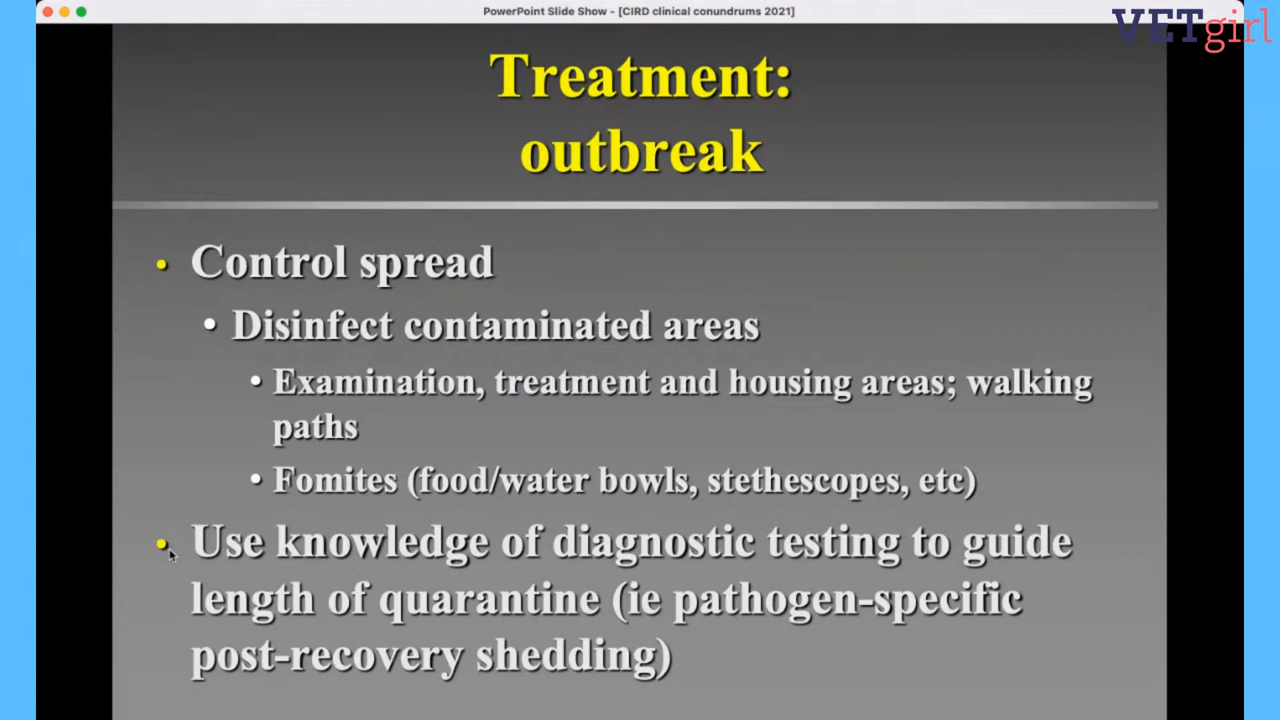 PowerPoint Slide Show - [CIRD clinical conundrums 2021]
VETgirl
Treatment:
outbreak
• Control spread
• Disinfect contaminated areas
• Examination, treatment and housing areas; walking
paths
• Fomites (food/water bowls, stethescopes, etc)
• Use knowledge of diagnostic testing to guide
length of quarantine (ie pathogen-specific
post-recovery shedding)